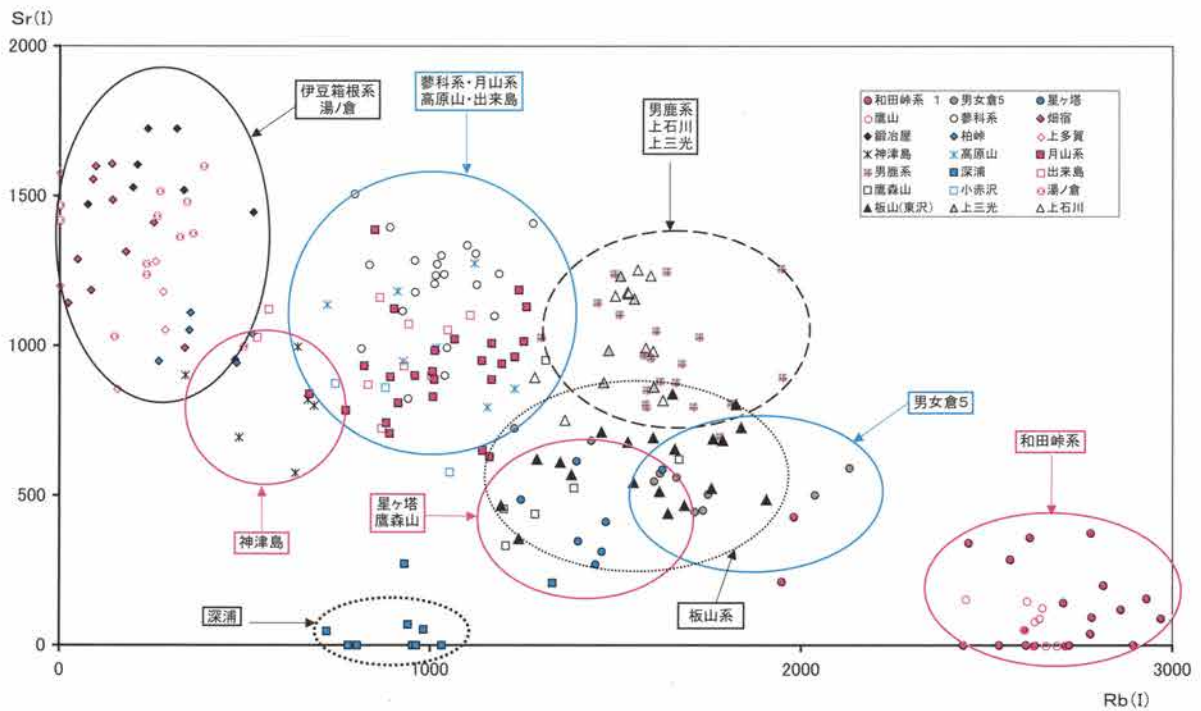 Sr(I)
2000
1500
1000
500
0
0
1000
2000
3000
Rb(I)
伊豆箱根系
湯ノ倉
蓼科系・月山系
高原山・出来島
男鹿系
上石川
上三光
和田峠系 1 男女倉5 星ヶ塔
鷹山 蓼科系 畑宿
鍛冶屋 柏峠 上多賀
神津島 高原山 月山系
男鹿系 深浦 出来島
鷹森山 小赤沢 湯ノ倉
板山(東沢) 上三光 上石川
男女倉5
和田峠系
星ヶ塔
鷹森山
神津島
深浦
板山系